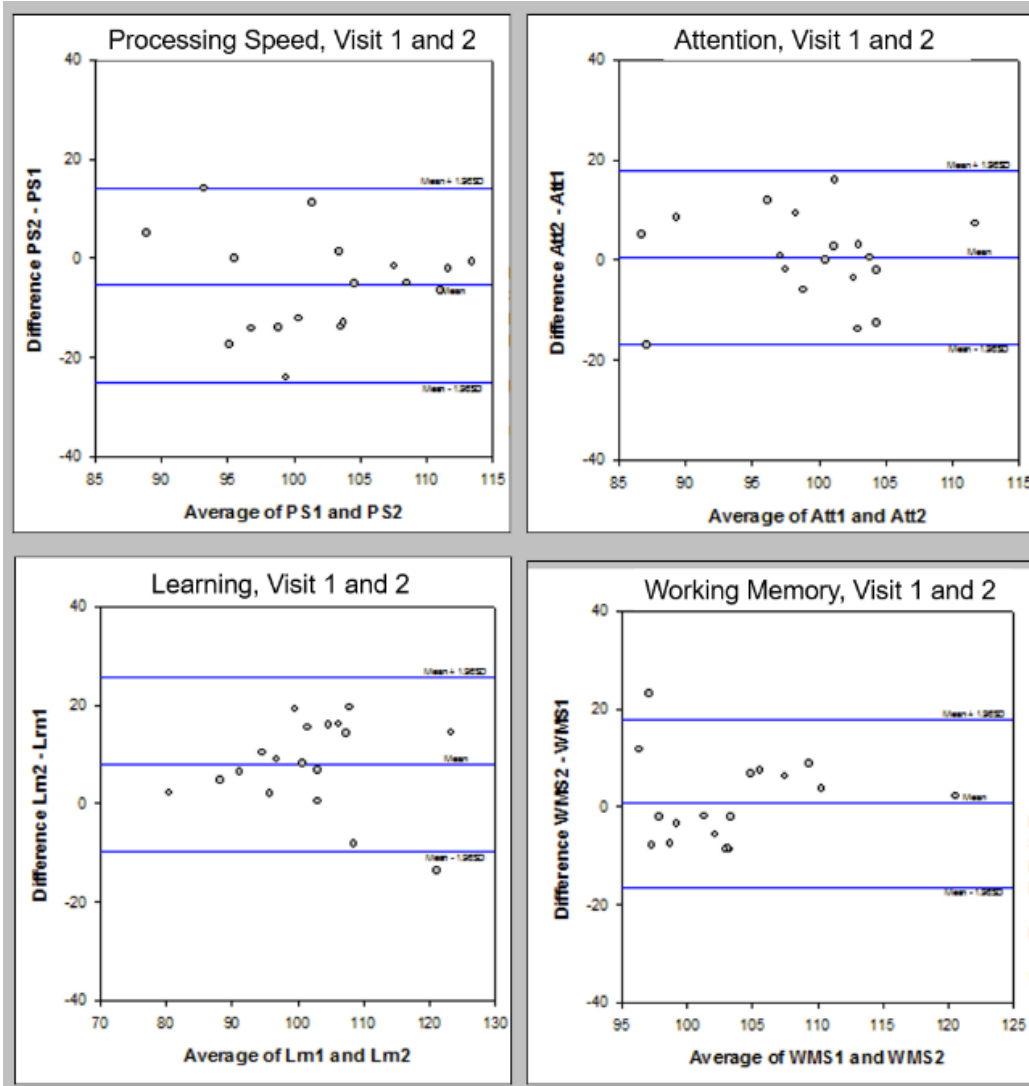 Processing Speed, Visit 1 and 2
40
20
0
-20
-40
Difference PS2 - PS1
Mean + 1.96SD
Mean
Mean - 1.96SD
85 90 95 100 105 110 115
Average of PS1 and PS2
Attention, Visit 1 and 2
40
20
0
-20
-40
Difference Att2 - Att1
Mean + 1.96SD
Mean
Mean - 1.96SD
85 90 95 100 105 110 115
Average of Att1 and Att2
Learning, Visit 1 and 2
40
20
0
-20
-40
Difference Lrn2 - Lrn1
Mean + 1.96SD
Mean
Mean - 1.96SD
70 80 90 100 110 120 130
Average of Lrn1 and Lrn2
Working Memory, Visit 1 and 2
40
20
0
-20
-40
Difference WMS2 - WMS1
Mean + 1.96SD
Mean
Mean - 1.96SD
95 100 105 110 115 120 125
Average of WMS1 and WMS2